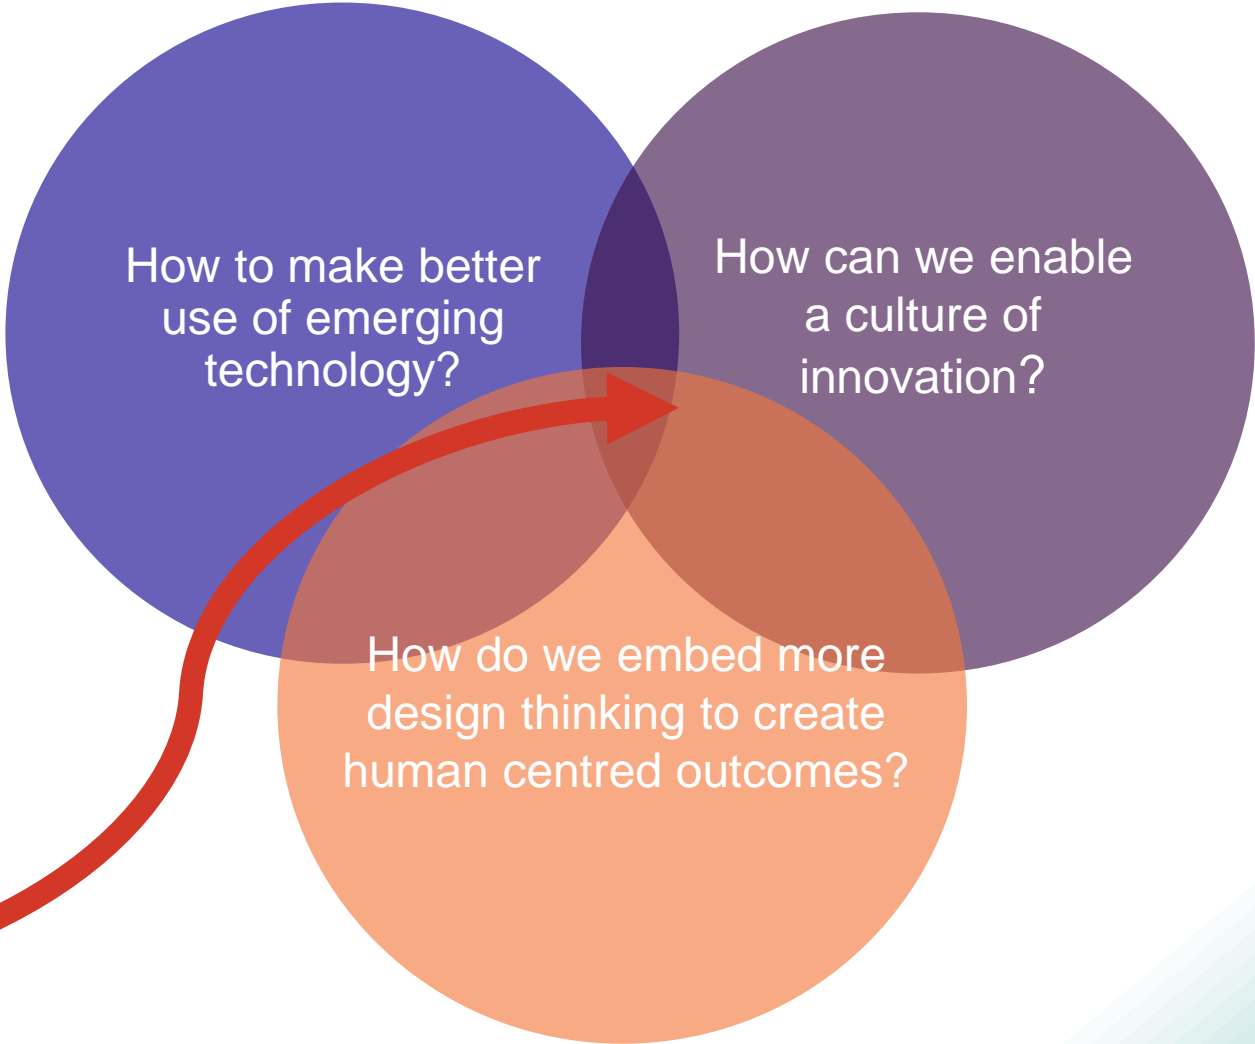 How to make better
use of emerging
technology?
How can we enable
a culture of
innovation?
How do we embed more
design thinking to create
human centred outcomes?